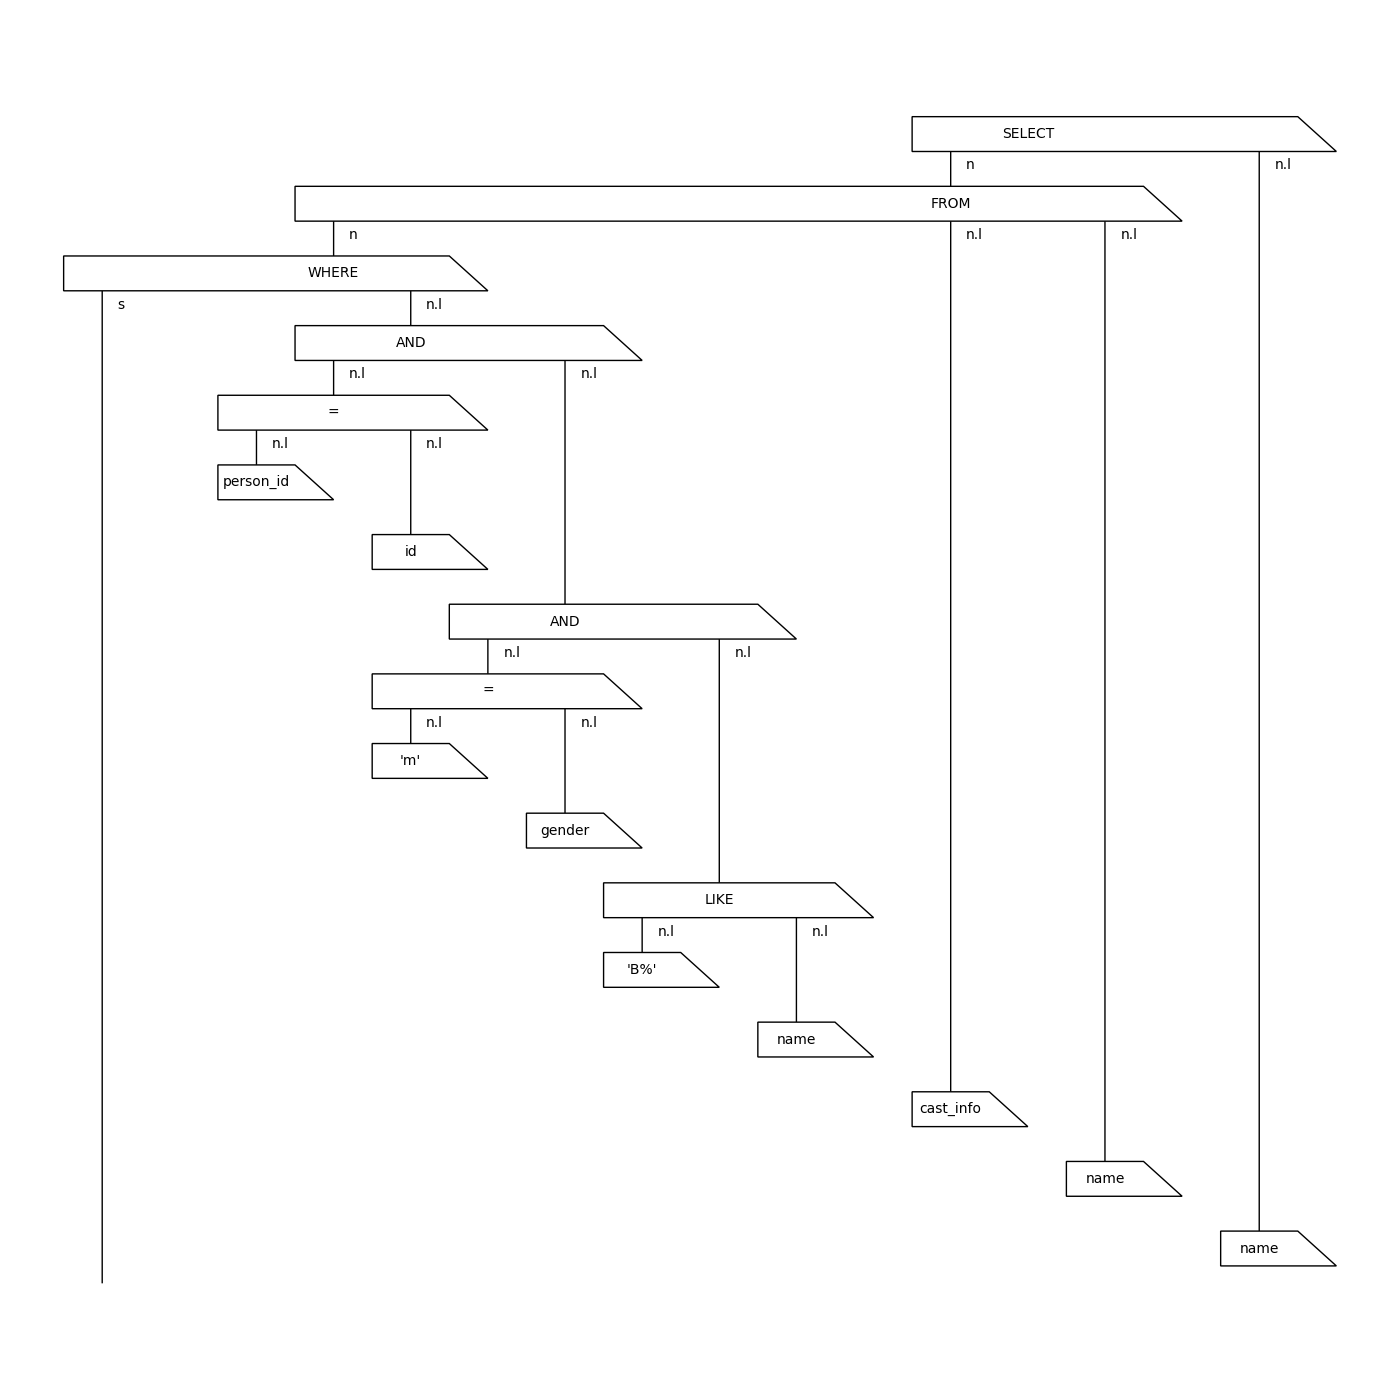 SELECT
n n.l
FROM
n n.l n.l
WHERE
s n.l
AND
n.l n.l
=
n.l n.l
person_id
id
AND
n.l n.l
=
n.l n.l
'm'
gender
LIKE
n.l n.l
'B%'
name
cast_info
name
name